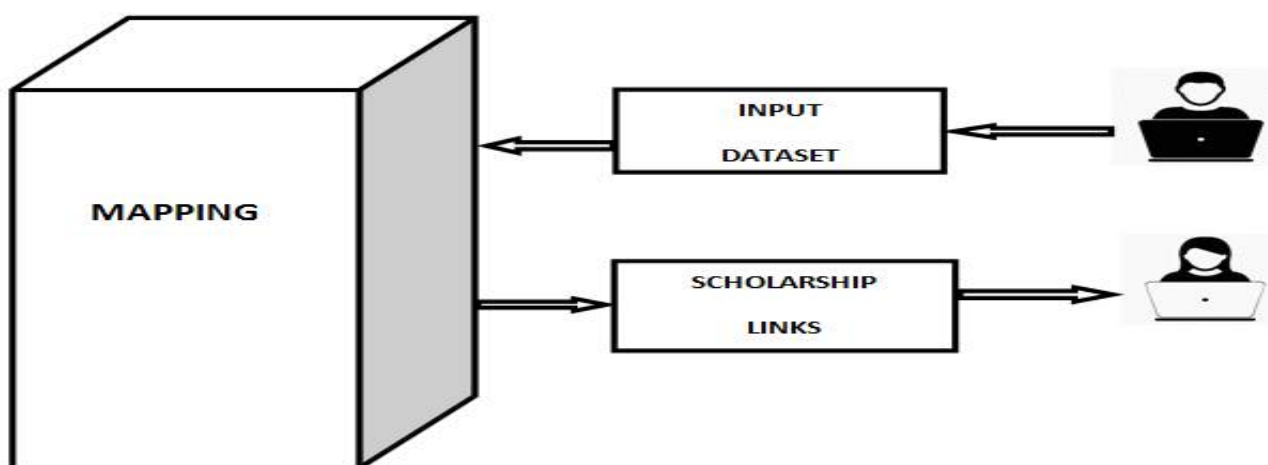 MAPPING
INPUT
DATASET
SCHOLARSHIP
LINKS